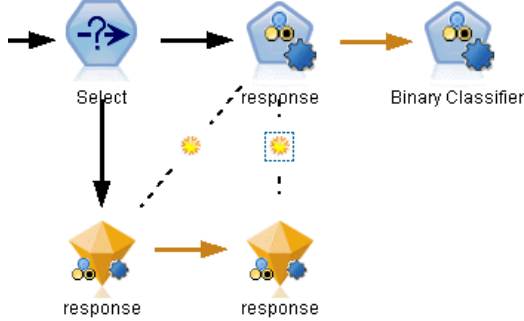 Select
response
Binary Classifier
response
response